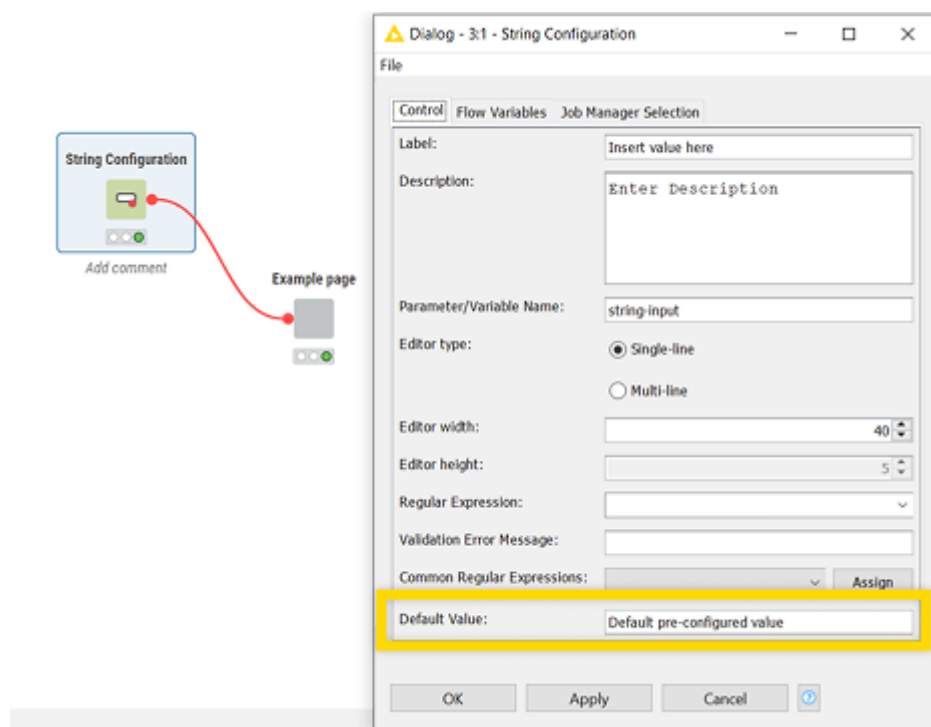 Dialog - 3:1 - String Configuration
File
Control Flow Variables Job Manager Selection
Label: Insert value here
Description: Enter Description
Parameter/Variable Name: string-input
Editor type: Single-line
Multi-line
Editor width: 40
Editor height: 5
Regular Expression:
Validation Error Message:
Common Regular Expressions: Assign
Default Value: Default pre-configured value
OK Apply Cancel ?
String Configuration
Add comment
Example page